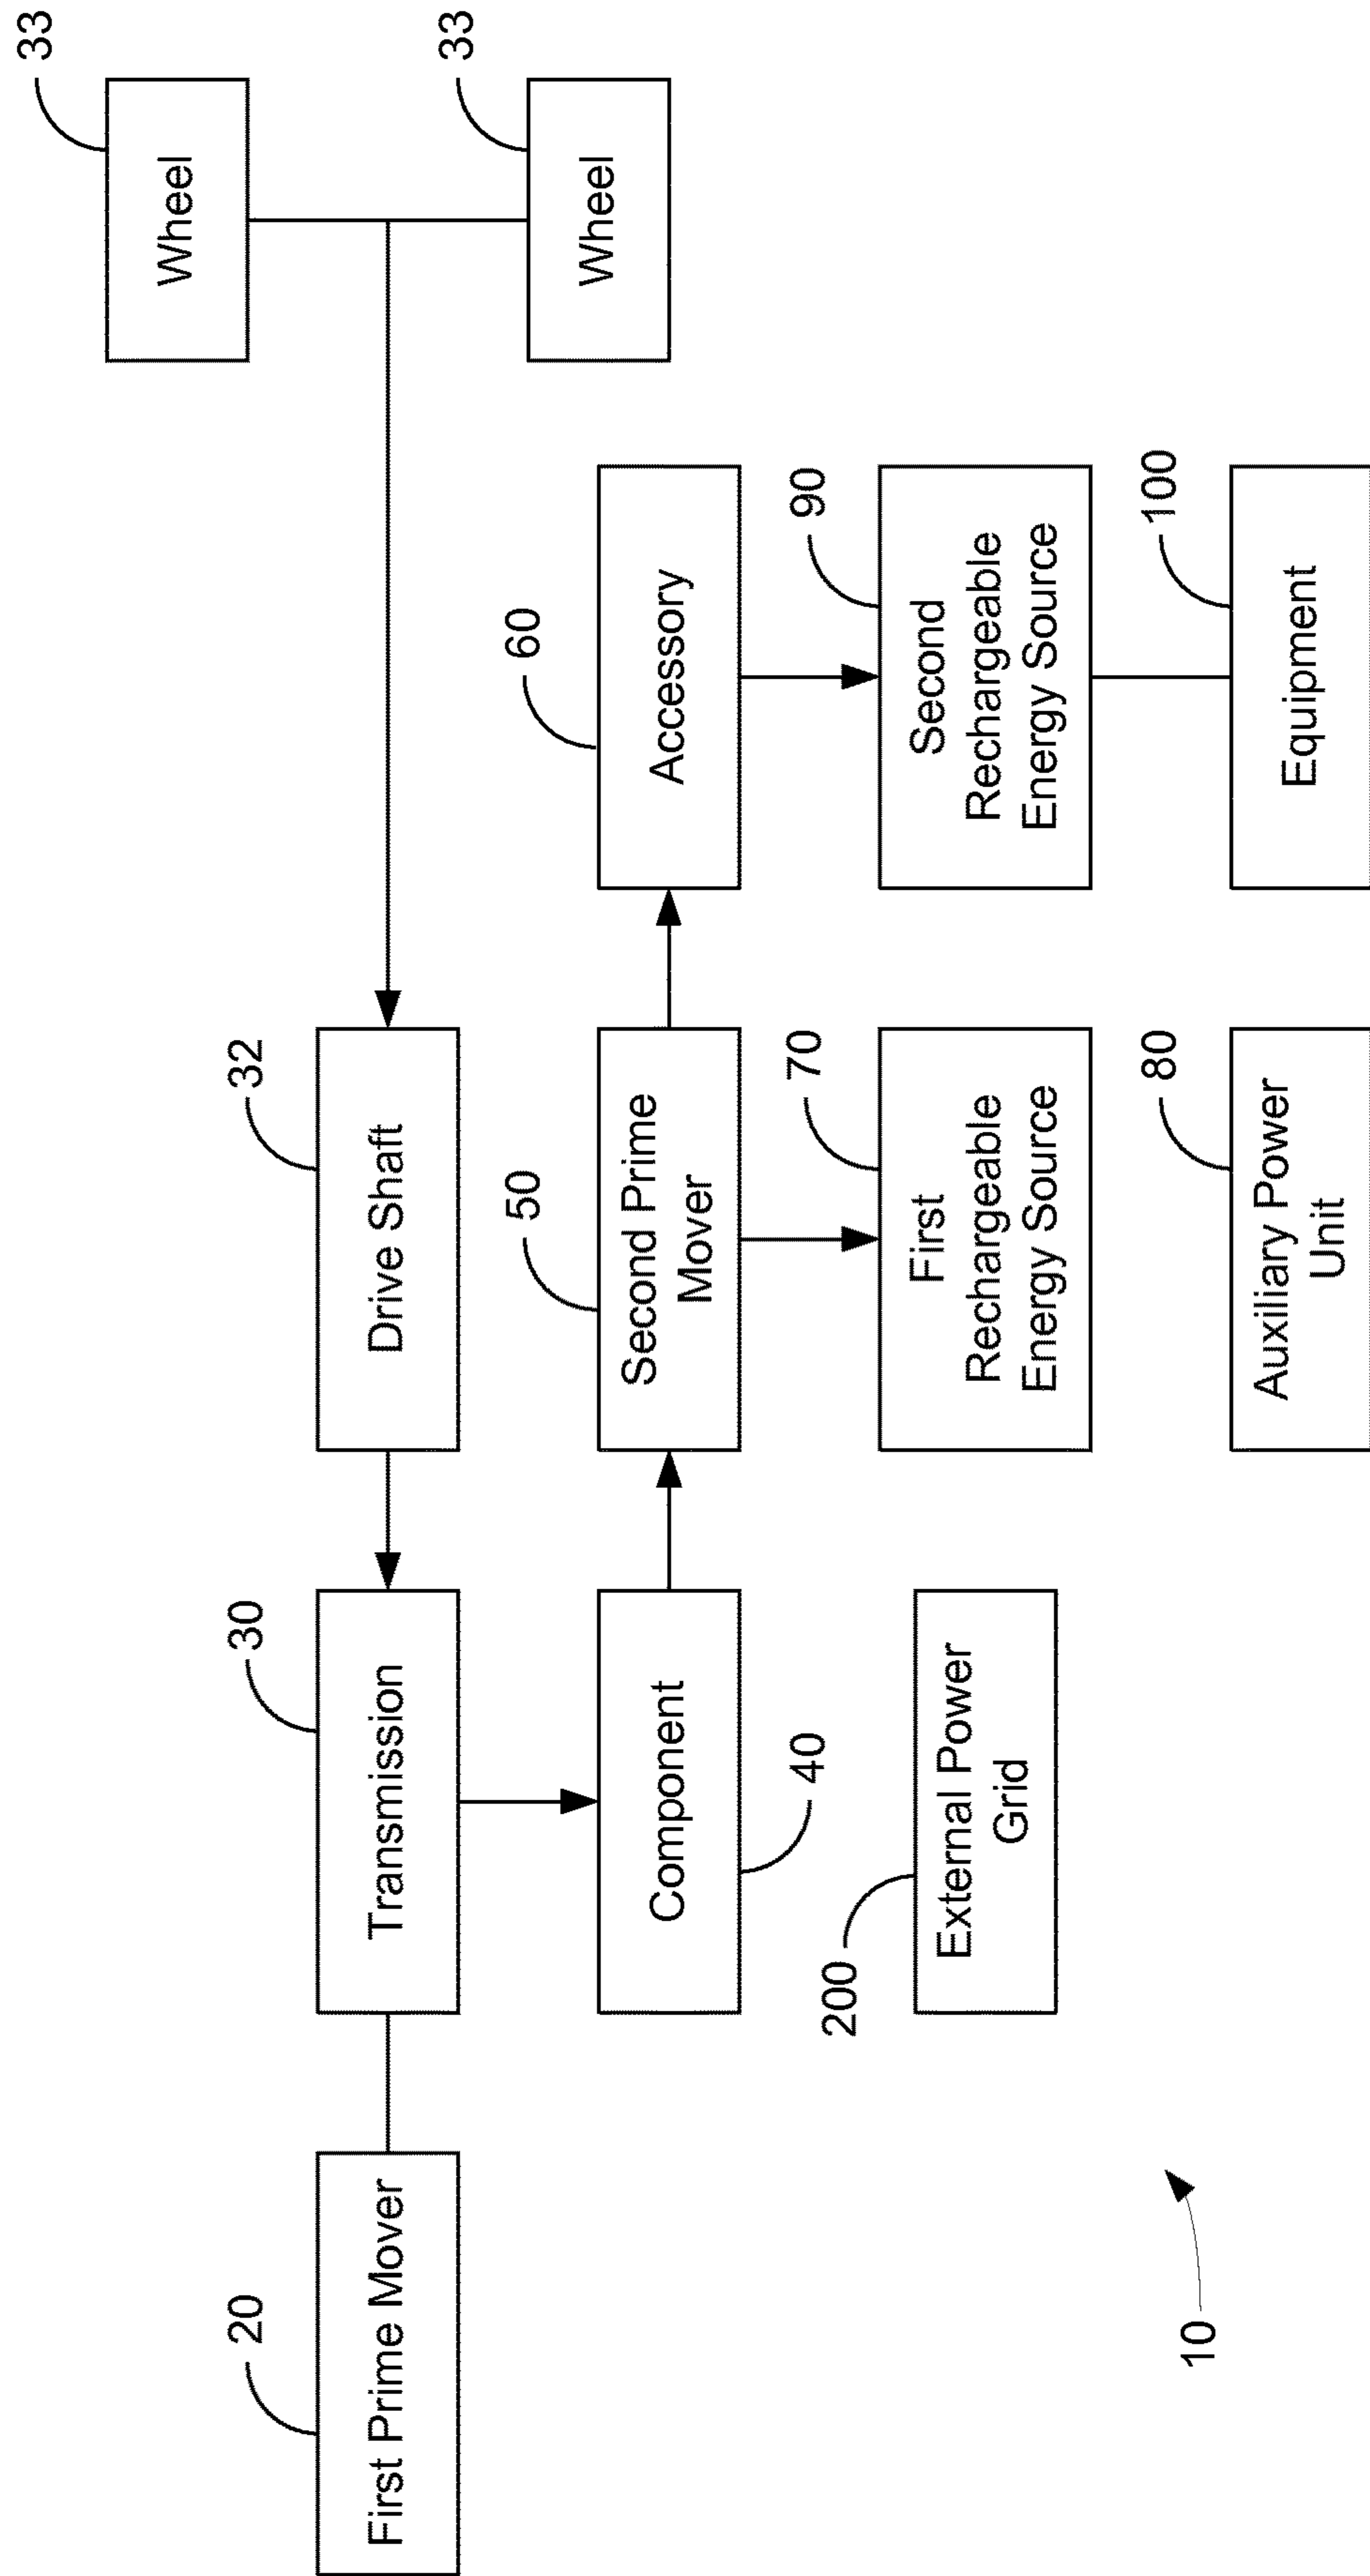 33
Wheel
33
Wheel
20
First Prime Mover
30
Transmission
32
Drive Shaft
40
Component
50
Second Prime
Mover
60
Accessory
200
External Power
Grid
70
First
Rechargeable
Energy Source
90
Second
Rechargeable
Energy Source
80
Auxiliary Power
Unit
100
Equipment
10